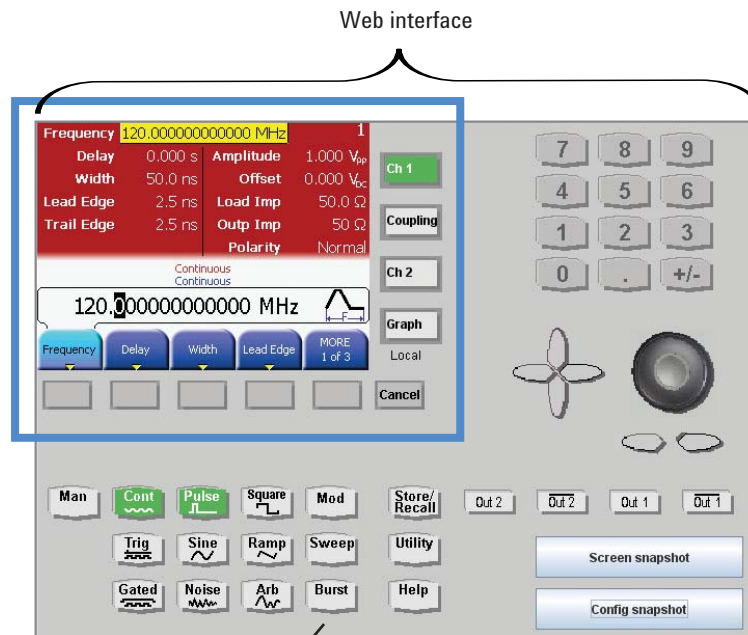 Web interface
Frequency 120.000000000000 MHz 1
Delay 0.000 s Amplitude 1.000 Vpp
Width 50.0 ns Offset 0.000 VDC
Lead Edge 2.5 ns Load Imp 50.0 Ω
Trail Edge 2.5 ns Outp Imp 50 Ω
Polarity Normal
Continuous
Continuous
120.000000000000 MHz
F
Frequency Delay Width Lead Edge MORE
1 of 3
Ch 1
Coupling
Ch 2
Graph
Local
Cancel
7 8 9
4 5 6
1 2 3
0 . +/-
Man Cont Pulse Square Mod Store/
Recall
Out 2 Out 2 Out 1 Out 1
Trig Sine Ramp Sweep Utility
Screen snapshot
Gated Noise Arb Burst Help
Config snapshot